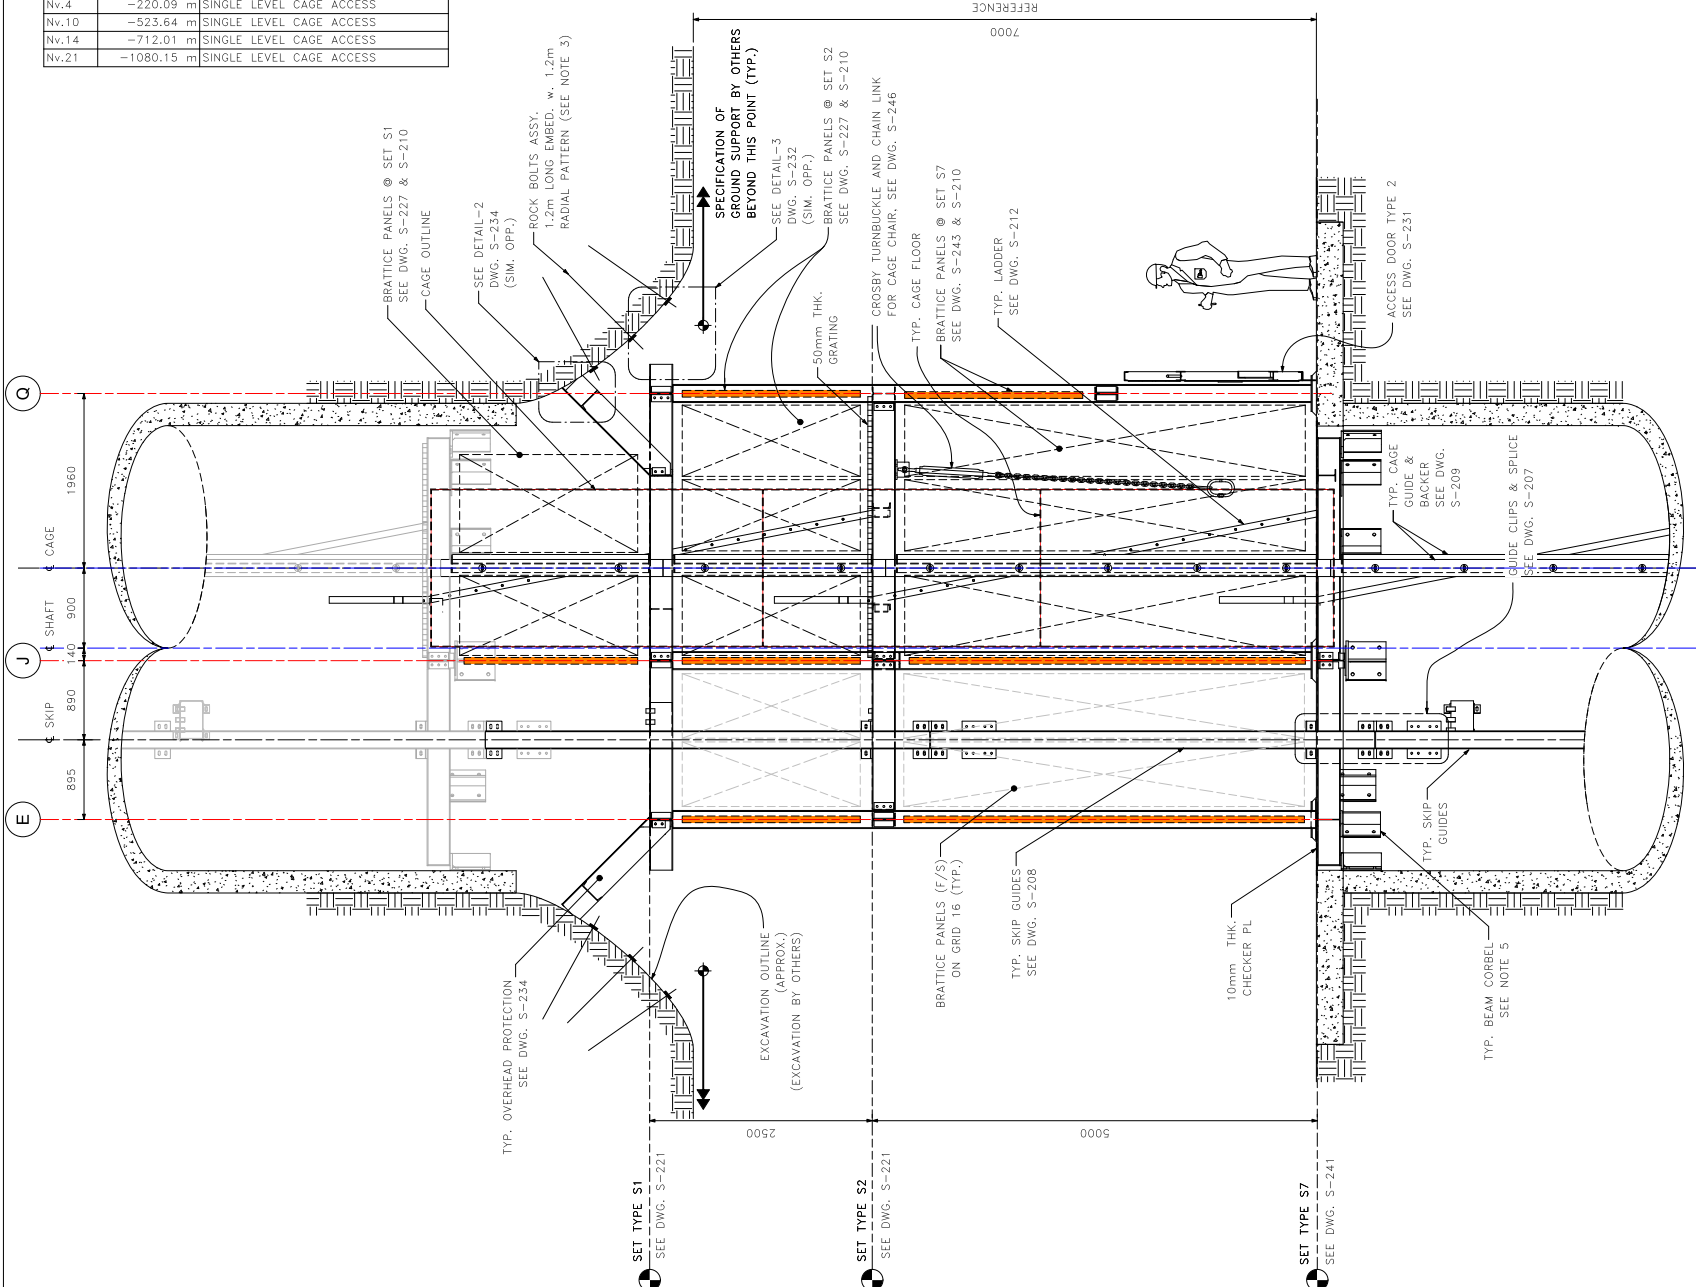 Nv.4 -220.09 m SINGLE LEVEL CAGE ACCESS
Nv.10 -523.64 m SINGLE LEVEL CAGE ACCESS
Nv.14 -712.01 m SINGLE LEVEL CAGE ACCESS
Nv.21 -1080.15 m SINGLE LEVEL CAGE ACCESS
REFERENCE
7000
Q
J
E
1960
℄ CAGE
900
℄ SHAFT
140
890
℄ SKIP
895
BRATTICE PANELS @ SET S1
SEE DWG. S-227 & S-210
CAGE OUTLINE
SEE DETAIL-2
DWG. S-234
(SIM. OPP.)
ROCK BOLTS ASSY.
1.2m LONG EMBED. w. 1.2m
RADIAL PATTERN (SEE NOTE 3)
SPECIFICATION OF
GROUND SUPPORT BY OTHERS
BEYOND THIS POINT (TYP.)
SEE DETAIL-3
DWG. S-232
(SIM. OPP.)
BRATTICE PANELS @ SET S2
SEE DWG. S-227 & S-210
50mm THK.
GRATING
CROSBY TURNBUCKLE AND CHAIN LINK
FOR CAGE CHAIR, SEE DWG. S-246
TYP. CAGE FLOOR
BRATTICE PANELS @ SET S7
SEE DWG. S-243 & S-210
TYP. LADDER
SEE DWG. S-212
ACCESS DOOR TYPE 2
SEE DWG. S-231
TYP. CAGE
GUIDE &
BACKER
SEE DWG.
S-209
GUIDE CLIPS & SPLICE
SEE DWG. S-207
TYP. SKIP
GUIDES
TYP. BEAM CORBEL
SEE NOTE 5
10mm THK.
CHECKER PL
TYP. SKIP GUIDES
SEE DWG. S-208
BRATTICE PANELS (F/S)
ON GRID 16 (TYP.)
EXCAVATION OUTLINE
(APPROX.)
(EXCAVATION BY OTHERS)
TYP. OVERHEAD PROTECTION
SEE DWG. S-234
2500
5000
SET TYPE S1
SEE DWG. S-221
SET TYPE S2
SEE DWG. S-221
SET TYPE S7
SEE DWG. S-241